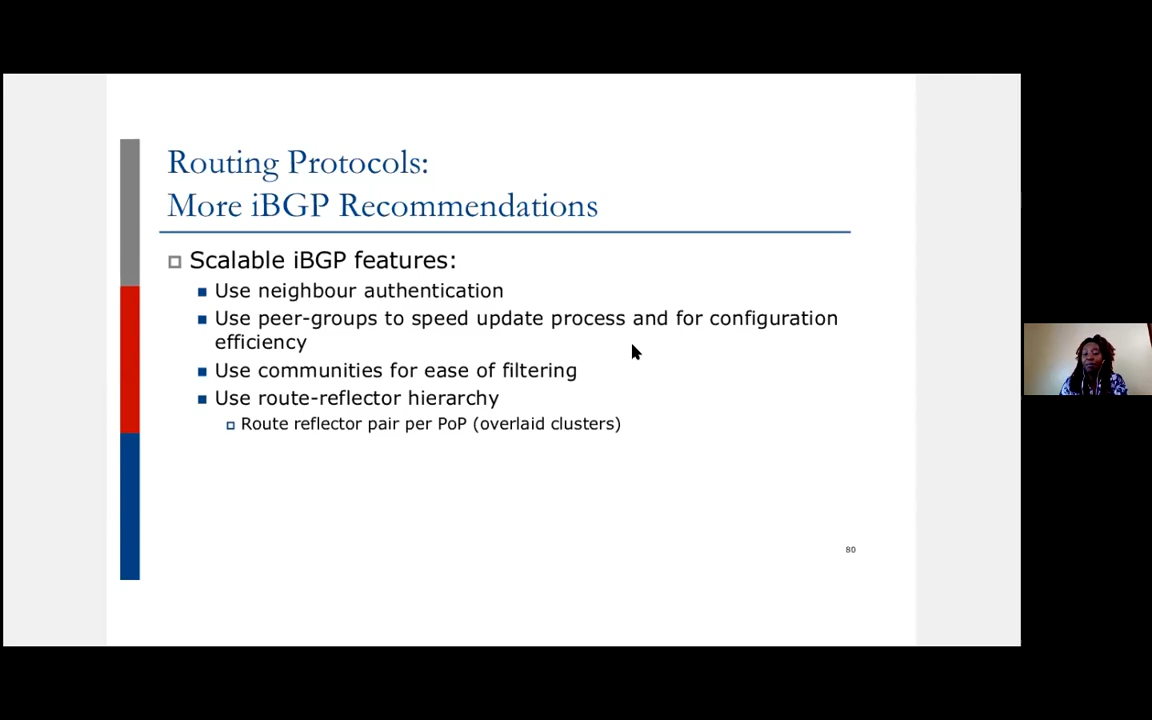 Routing Protocols:
More iBGP Recommendations
Scalable iBGP features:
Use neighbour authentication
Use peer-groups to speed update process and for configuration
efficiency
Use communities for ease of filtering
Use route-reflector hierarchy
Route reflector pair per PoP (overlaid clusters)
80